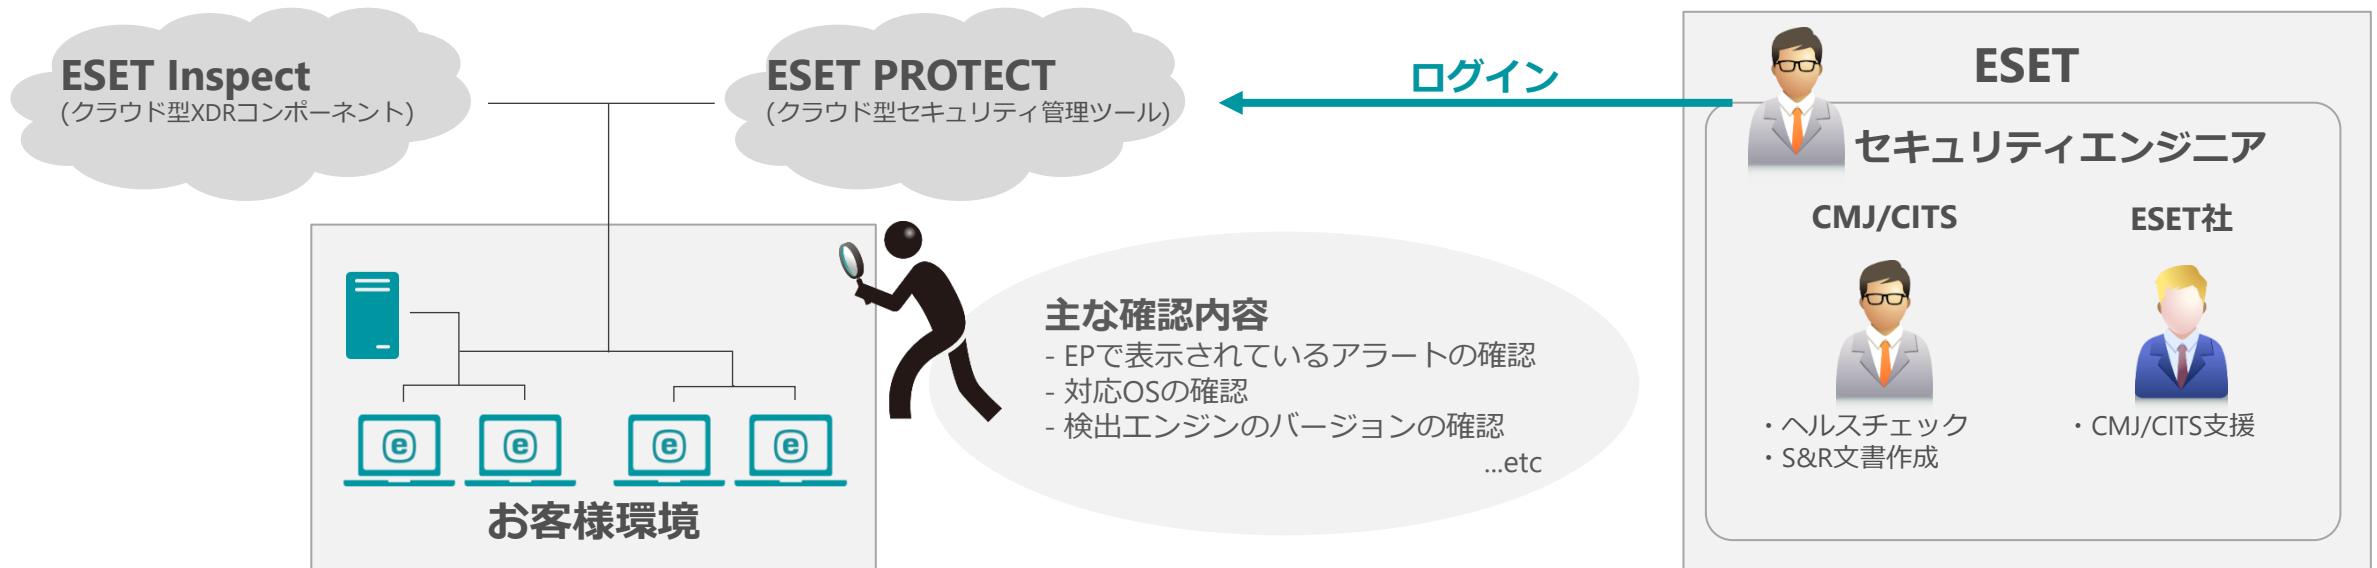 ESET Inspect
(クラウド型XDRコンポーネント)
ESET PROTECT
(クラウド型セキュリティ管理ツール)
ログイン
ESET
セキュリティエンジニア
CMJ/CITS
・ヘルスチェック
・S&R文書作成
ESET社
・CMJ/CITS支援
主な確認内容
- EPで表示されているアラートの確認
- 対応OSの確認
- 検出エンジンのバージョンの確認
...etc
e
e
e
e
お客様環境